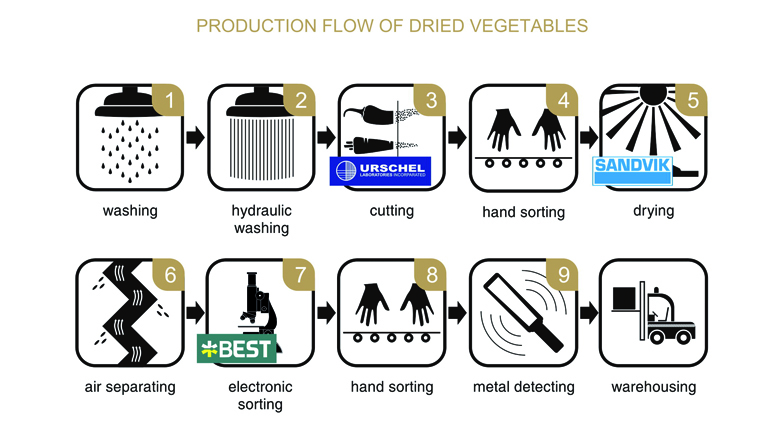 PRODUCTION FLOW OF DRIED VEGETABLES
1
2
3
4
5
URSCHEL
LABORATORIES INCORPARATED
SANDVIK
washing
hydraulic
washing
cutting
hand sorting
drying
6
7
8
9
BEST
air separating
electronic
sorting
hand sorting
metal detecting
warehousing